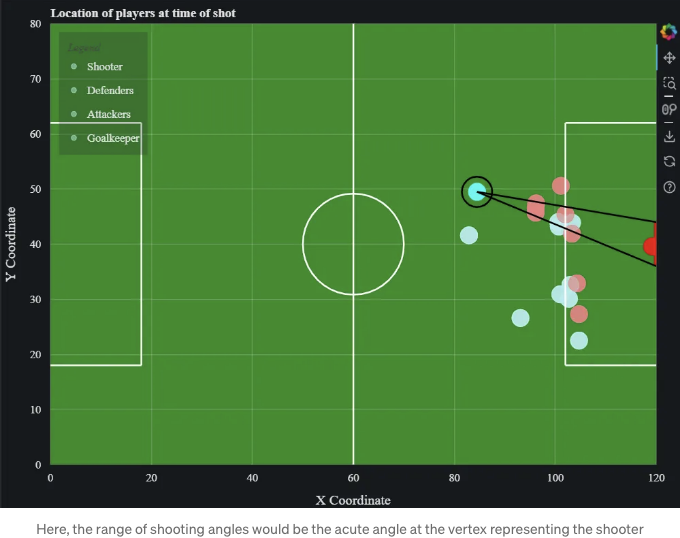 Location of players at time of shot
80
70
60
50
40
30
20
10
0
Y Coordinate
Legend
Shooter
Defenders
Attackers
Goalkeeper
0 20 40 60 80 100 120
X Coordinate
Here, the range of shooting angles would be the acute angle at the vertex representing the shooter